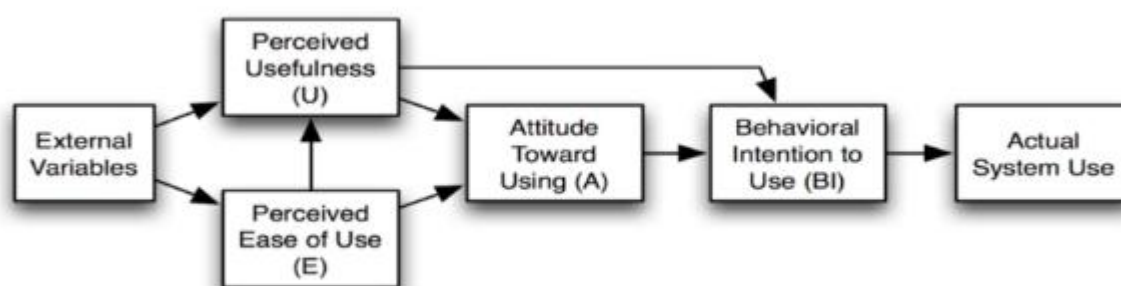 External
Variables
Perceived
Usefulness
(U)
Perceived
Ease of Use
(E)
Attitude
Toward
Using (A)
Behavioral
Intention to
Use (BI)
Actual
System Use